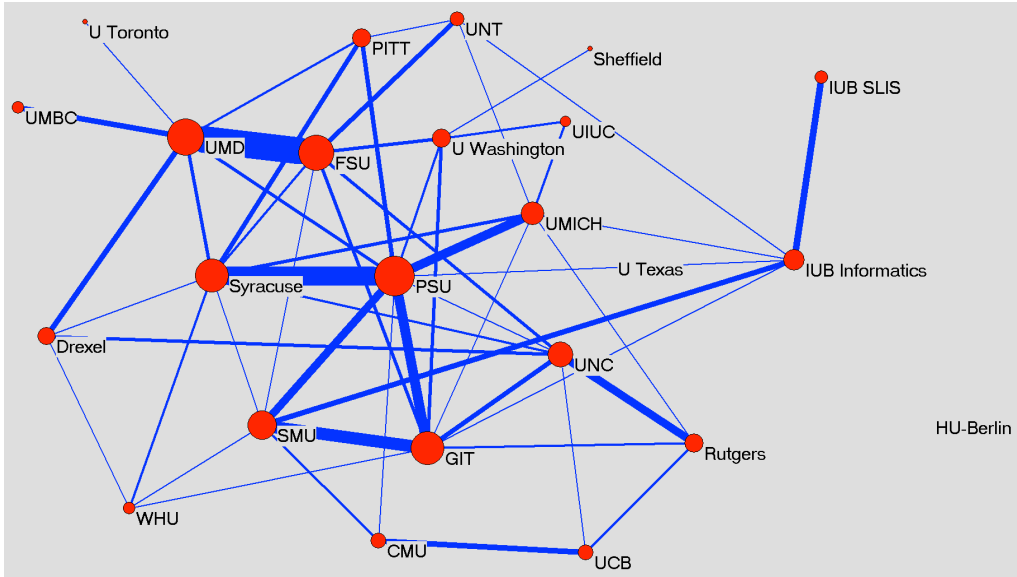 U Toronto
UNT
PITT
Sheffield
IUB SLIS
UMBC
UIUC
UMD
FSU
U Washington
UMICH
U Texas
IUB Informatics
Syracuse
PSU
Drexel
UNC
SMU
GIT
Rutgers
HU-Berlin
WHU
CMU
UCB